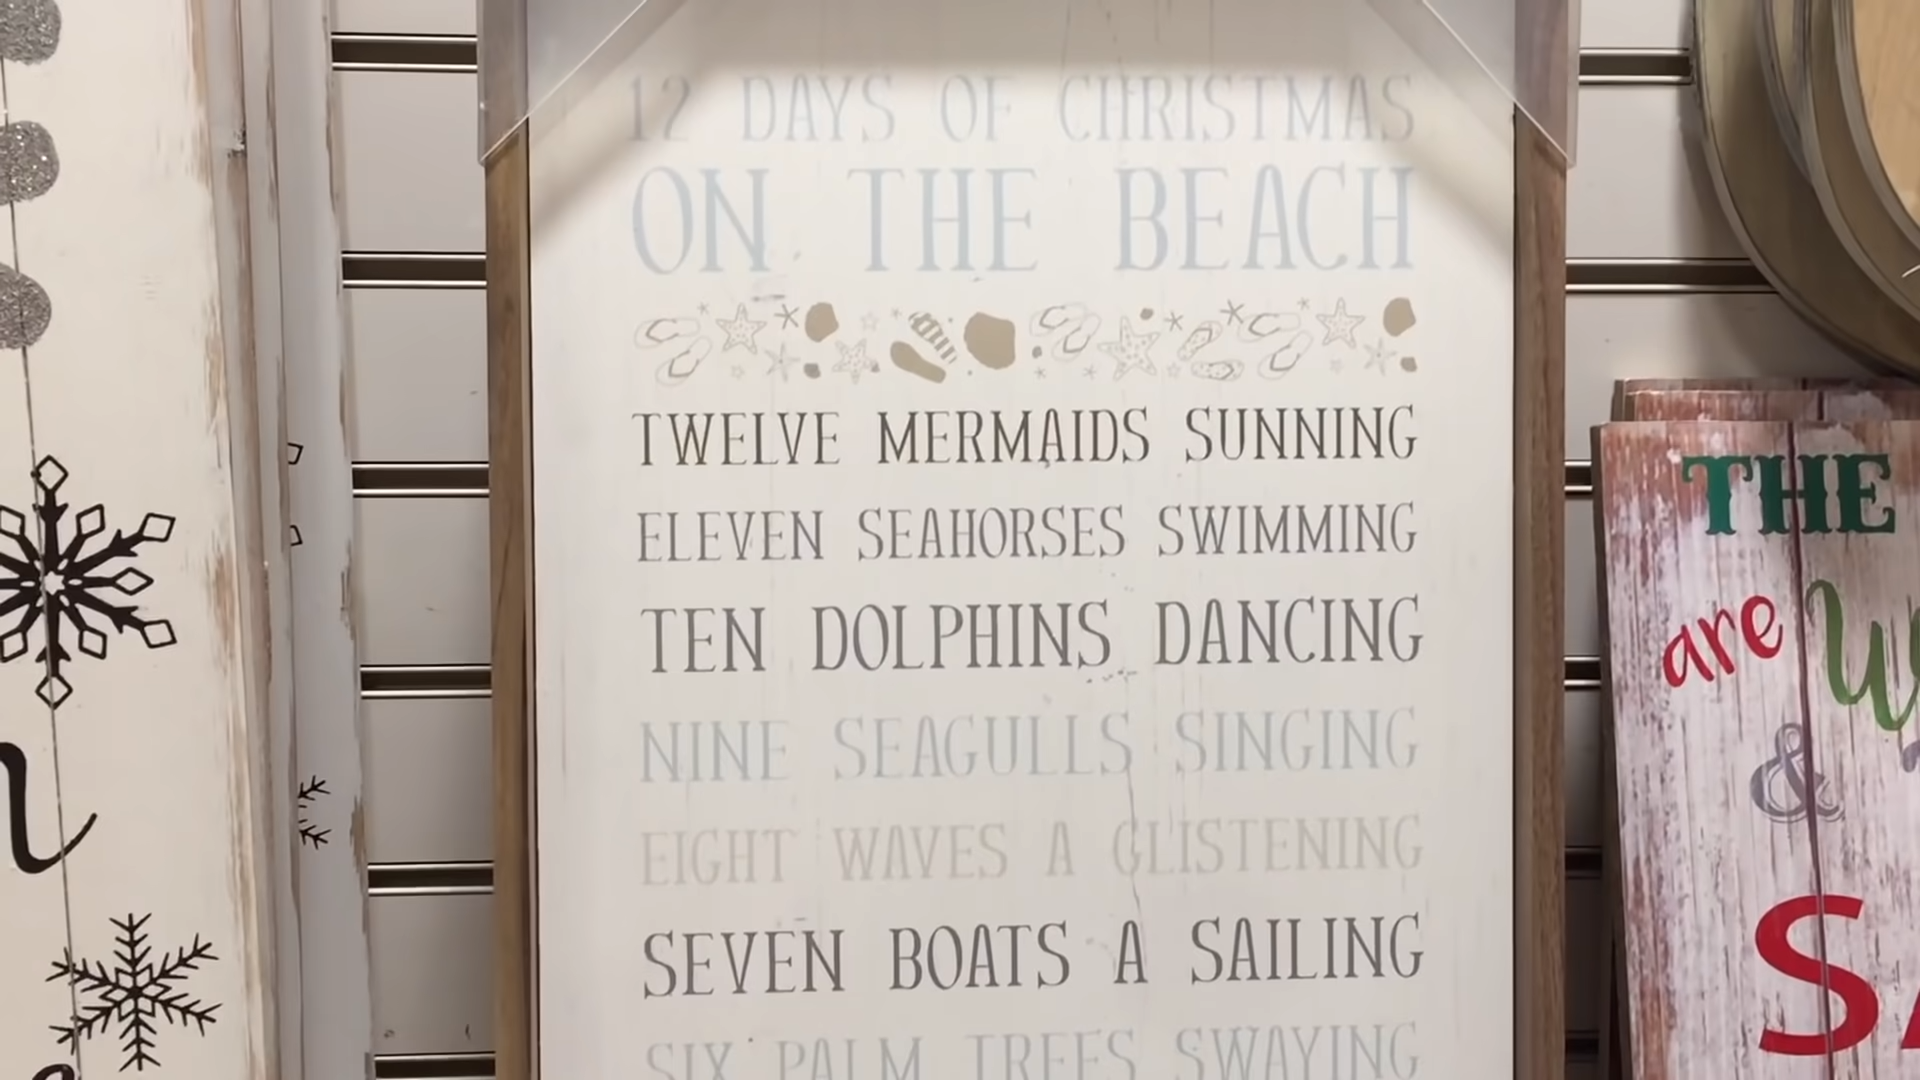 12 DAYS OF CHRISTMAS
ON THE BEACH
TWELVE MERMAIDS SUNNING
ELEVEN SEAHORSES SWIMMING
TEN DOLPHINS DANCING
NINE SEAGULLS SINGING
EIGHT WAVES A GLISTENING
SEVEN BOATS A SAILING
SIX PALM TREES SWAYING
THE
are
&